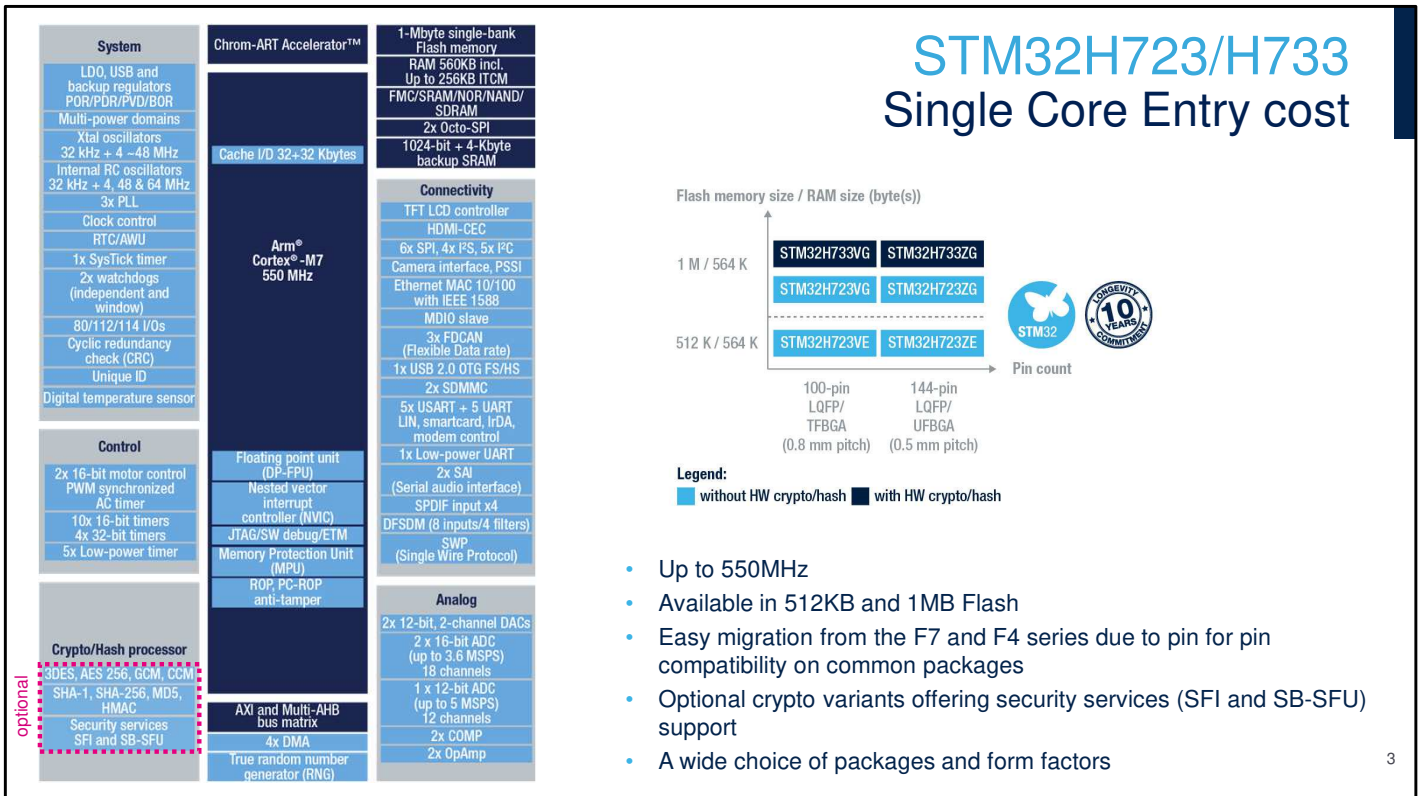 STM32H723/H733
Single Core Entry cost
System
LDO, USB and
backup regulators
POR/PDR/PVD/BOR
Multi-power domains
Xtal oscillators
32 kHz + 4 ~48 MHz
Internal RC oscillators
32 kHz + 4, 48 & 64 MHz
3x PLL
Clock control
RTC/AWU
1x SysTick timer
2x watchdogs
(independent and
window)
80/112/114 I/Os
Cyclic redundancy
check (CRC)
Unique ID
Digital temperature sensor
Control
2x 16-bit motor control
PWM synchronized
AC timer
10x 16-bit timers
4x 32-bit timers
5x Low-power timer
Crypto/Hash processor
optional
3DES, AES 256, GCM, CCM
SHA-1, SHA-256, MD5,
HMAC
Security services
SFI and SB-SFU
Chrom-ART Accelerator™
Cache I/D 32+32 Kbytes
Arm®
Cortex®-M7
550 MHz
Floating point unit
(DP-FPU)
Nested vector
interrupt
controller (NVIC)
JTAG/SW debug/ETM
Memory Protection Unit
(MPU)
ROP, PC-ROP
anti-tamper
AXI and Multi-AHB
bus matrix
4x DMA
True random number
generator (RNG)
1-Mbyte single-bank
Flash memory
RAM 560KB incl.
Up to 256KB ITCM
FMC/SRAM/NOR/NAND/
SDRAM
2x Octo-SPI
1024-bit + 4-Kbyte
backup SRAM
Connectivity
TFT LCD controller
HDMI-CEC
6x SPI, 4x I²S, 5x I²C
Camera interface, PSSI
Ethernet MAC 10/100
with IEEE 1588
MDIO slave
3x FDCAN
(Flexible Data rate)
1x USB 2.0 OTG FS/HS
2x SDMMC
5x USART + 5 UART
LIN, smartcard, IrDA,
modem control
1x Low-power UART
2x SAI
(Serial audio interface)
SPDIF input x4
DFSDM (8 inputs/4 filters)
SWP
(Single Wire Protocol)
Analog
2x 12-bit, 2-channel DACs
2 x 16-bit ADC
(up to 3.6 MSPS)
18 channels
1 x 12-bit ADC
(up to 5 MSPS)
12 channels
2x COMP
2x OpAmp
Flash memory size / RAM size (byte(s))
1 M / 564 K
STM32H733VG STM32H733ZG
STM32H723VG STM32H723ZG
512 K / 564 K STM32H723VE STM32H723ZE
Pin count
100-pin
LQFP/
TFBGA
(0.8 mm pitch)
144-pin
LQFP/
UFBGA
(0.5 mm pitch)
STM32
LONGEVITY
10
YEARS
COMMITMENT
Legend:
without HW crypto/hash with HW crypto/hash
• Up to 550MHz
• Available in 512KB and 1MB Flash
• Easy migration from the F7 and F4 series due to pin for pin
compatibility on common packages
• Optional crypto variants offering security services (SFI and SB-SFU)
support
• A wide choice of packages and form factors
3